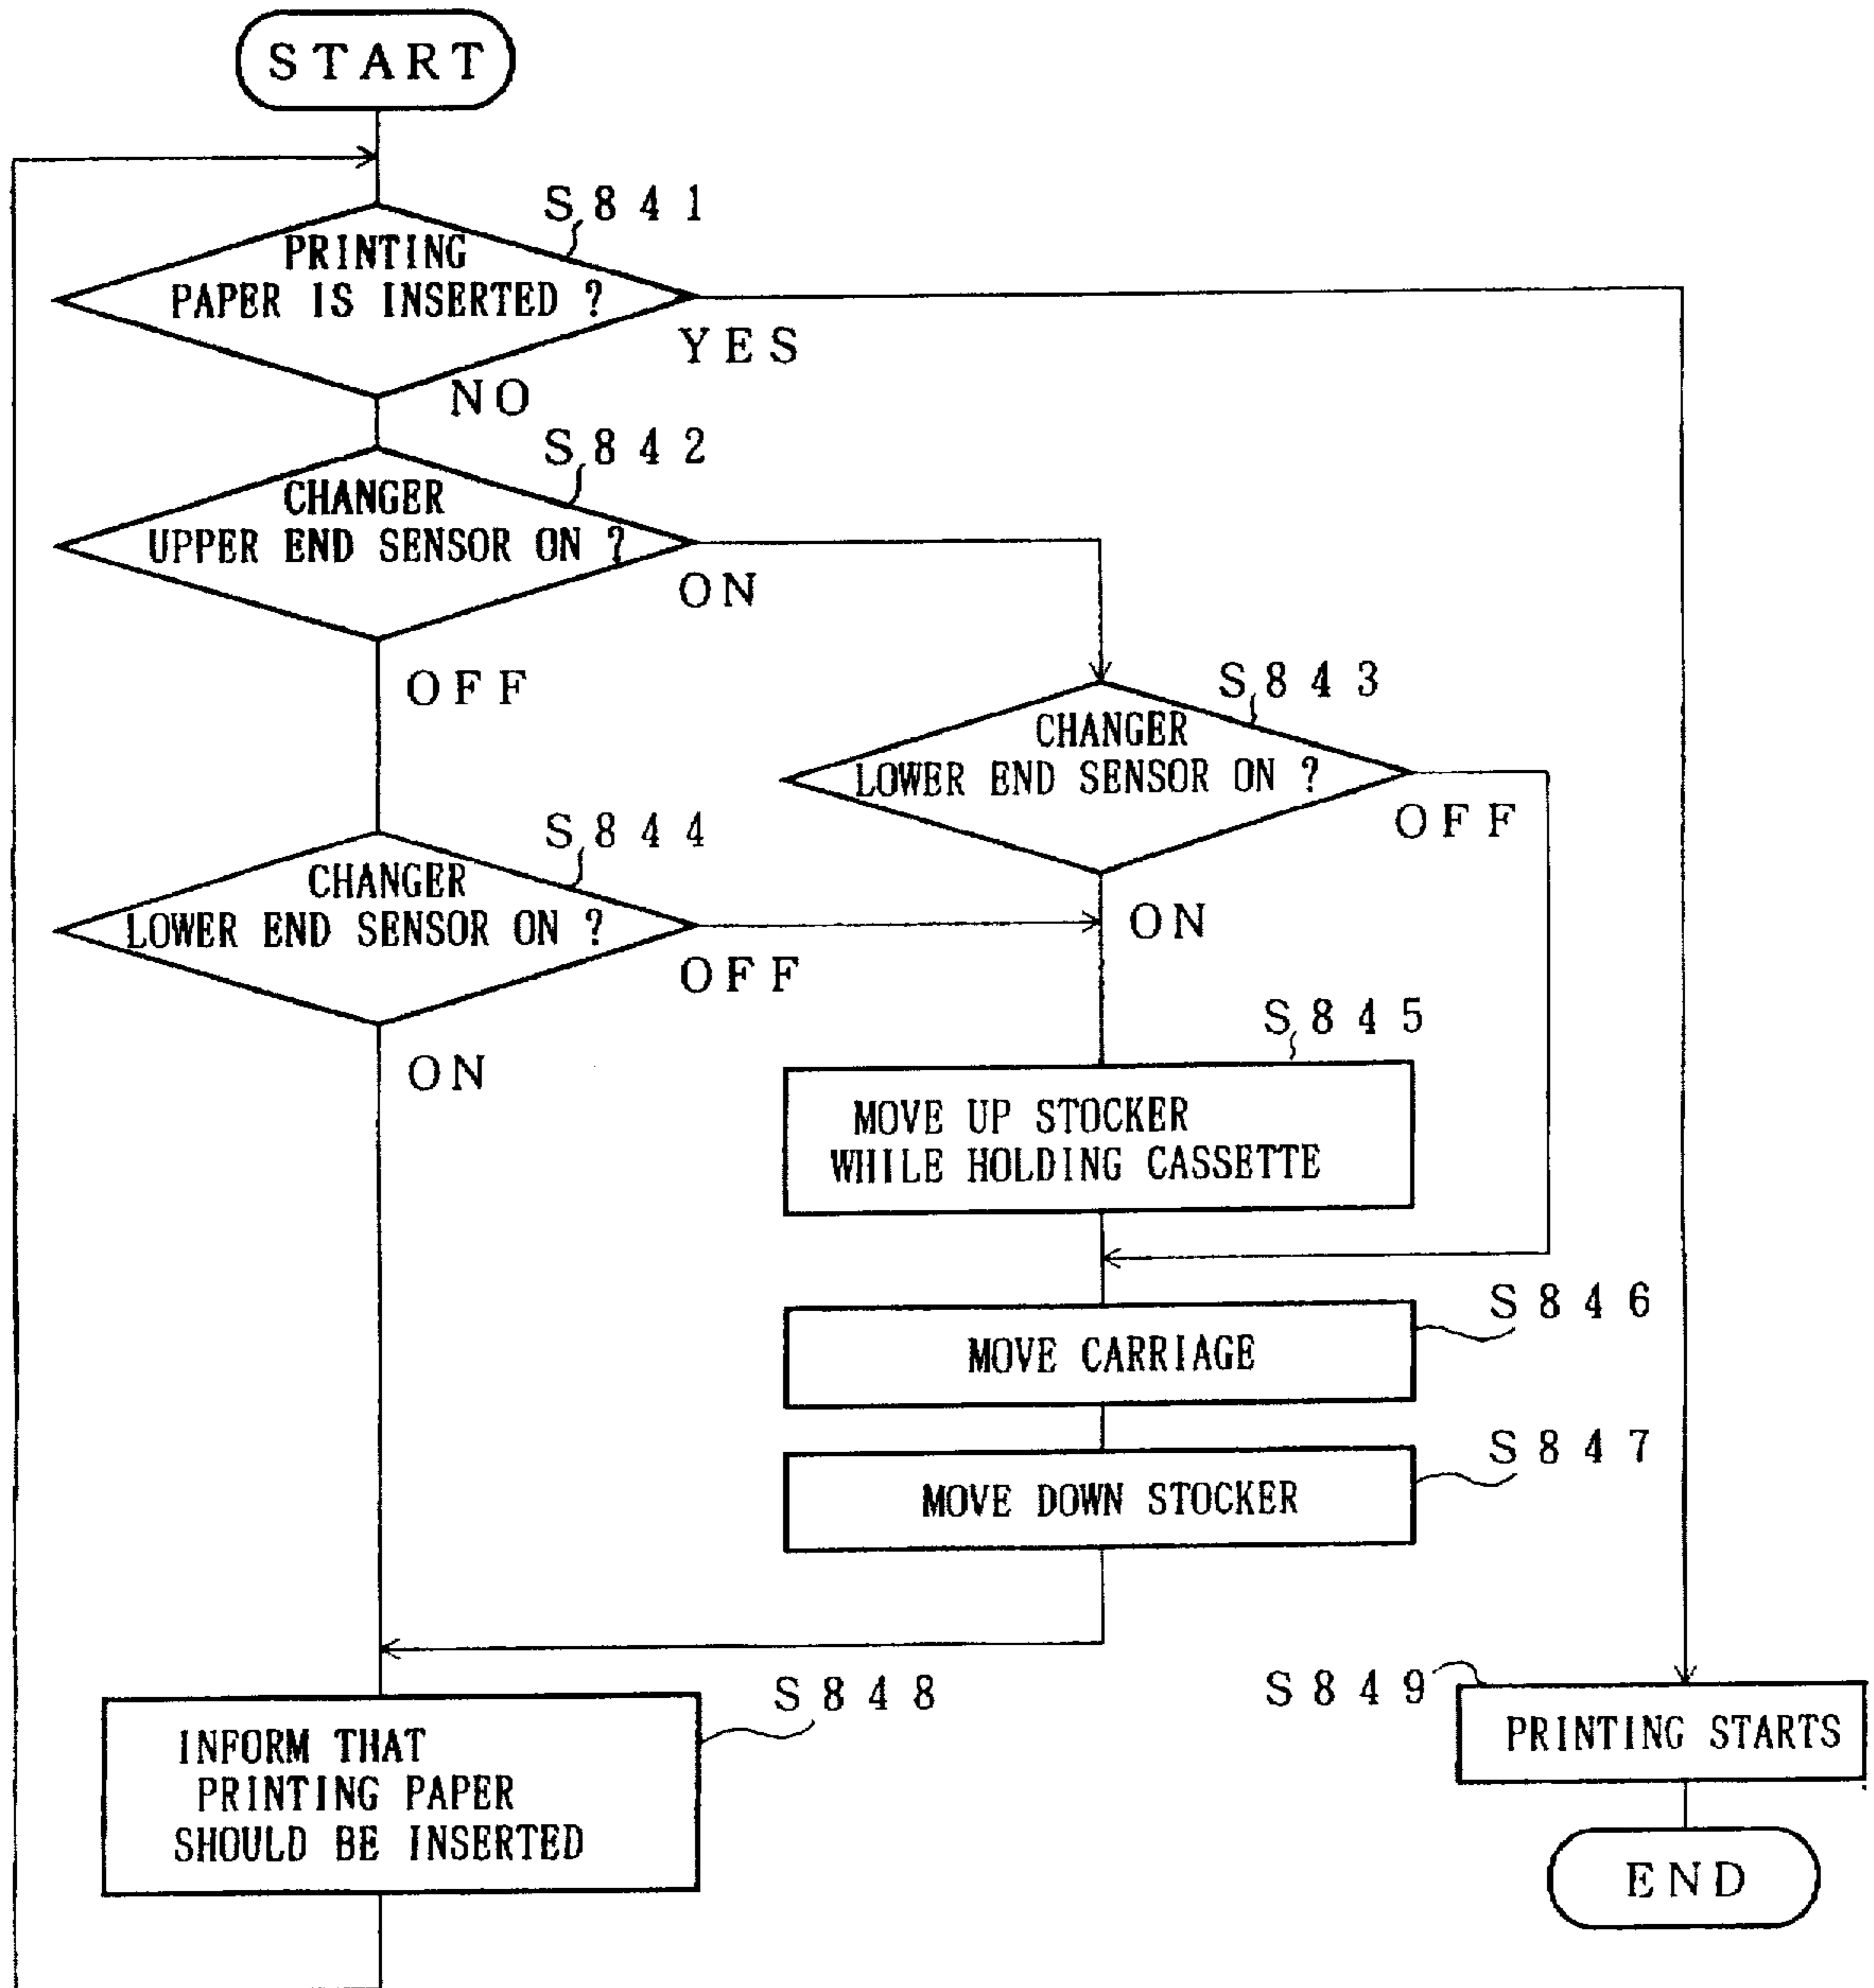 START
S841
PRINTING
PAPER IS INSERTED ?
YES
NO
S842
CHANGER
UPPER END SENSOR ON ?
ON
OFF
S843
CHANGER
LOWER END SENSOR ON ?
OFF
ON
S844
CHANGER
LOWER END SENSOR ON ?
OFF
ON
S845
MOVE UP STOCKER
WHILE HOLDING CASSETTE
S846
MOVE CARRIAGE
S847
MOVE DOWN STOCKER
S848
INFORM THAT
PRINTING PAPER
SHOULD BE INSERTED
S849
PRINTING STARTS
END